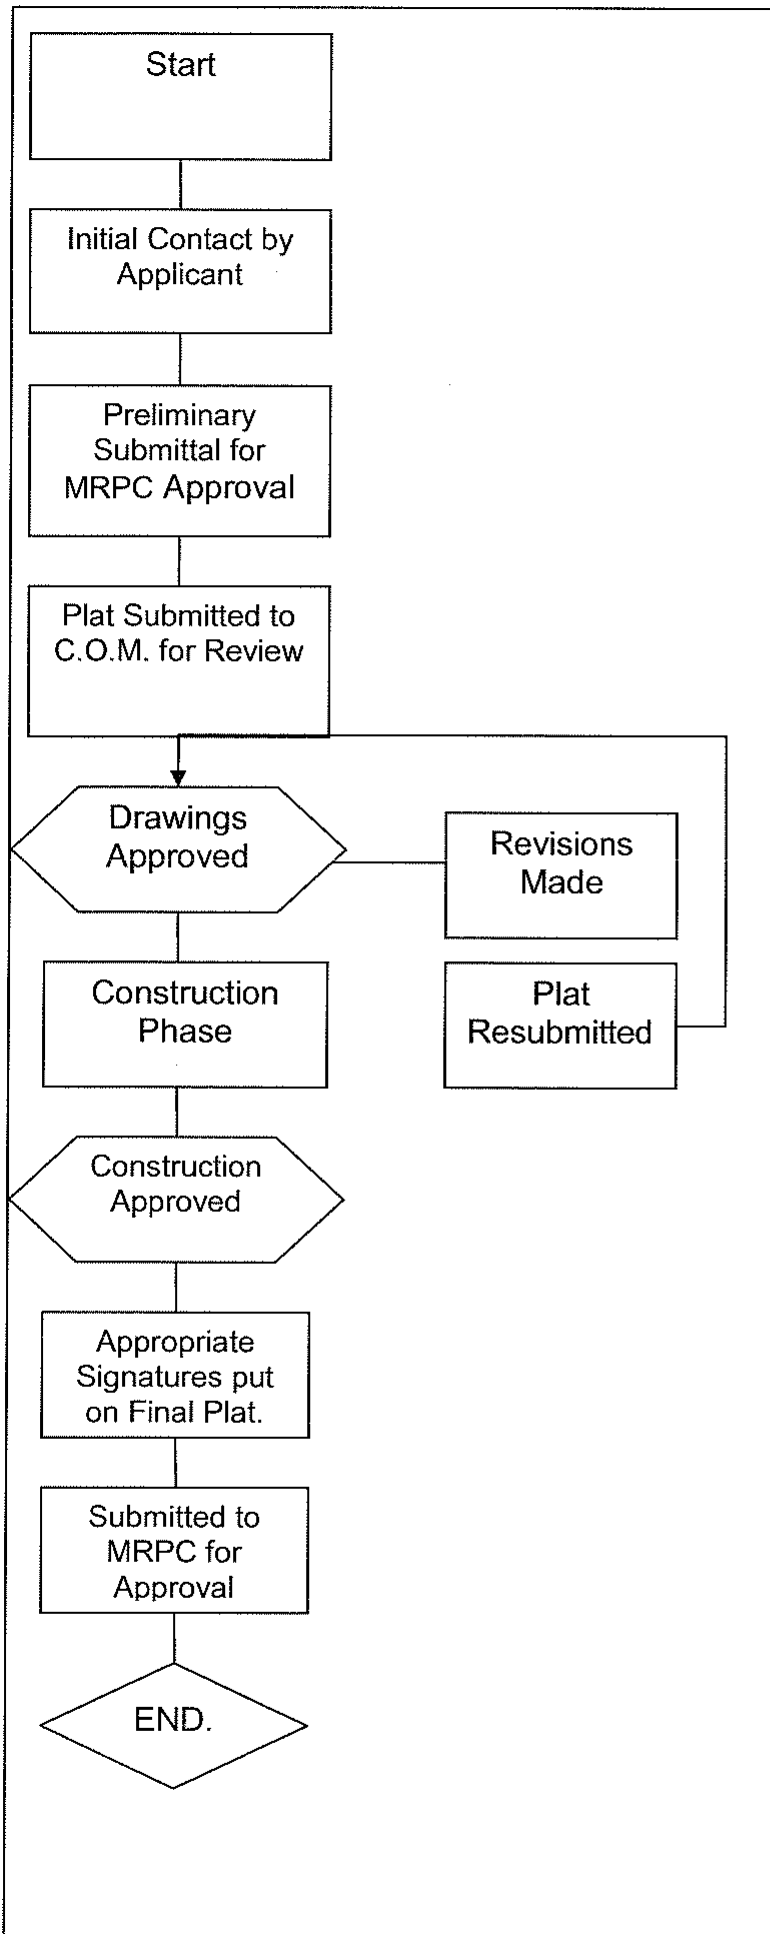 Start
Initial Contact by
Applicant
Preliminary
Submittal for
MRPC Approval
Plat Submitted to
C.O.M. for Review
Drawings
Approved
Revisions
Made
Construction
Phase
Plat
Resubmitted
Construction
Approved
Appropriate
Signatures put
on Final Plat.
Submitted to
MRPC for
Approval
END.